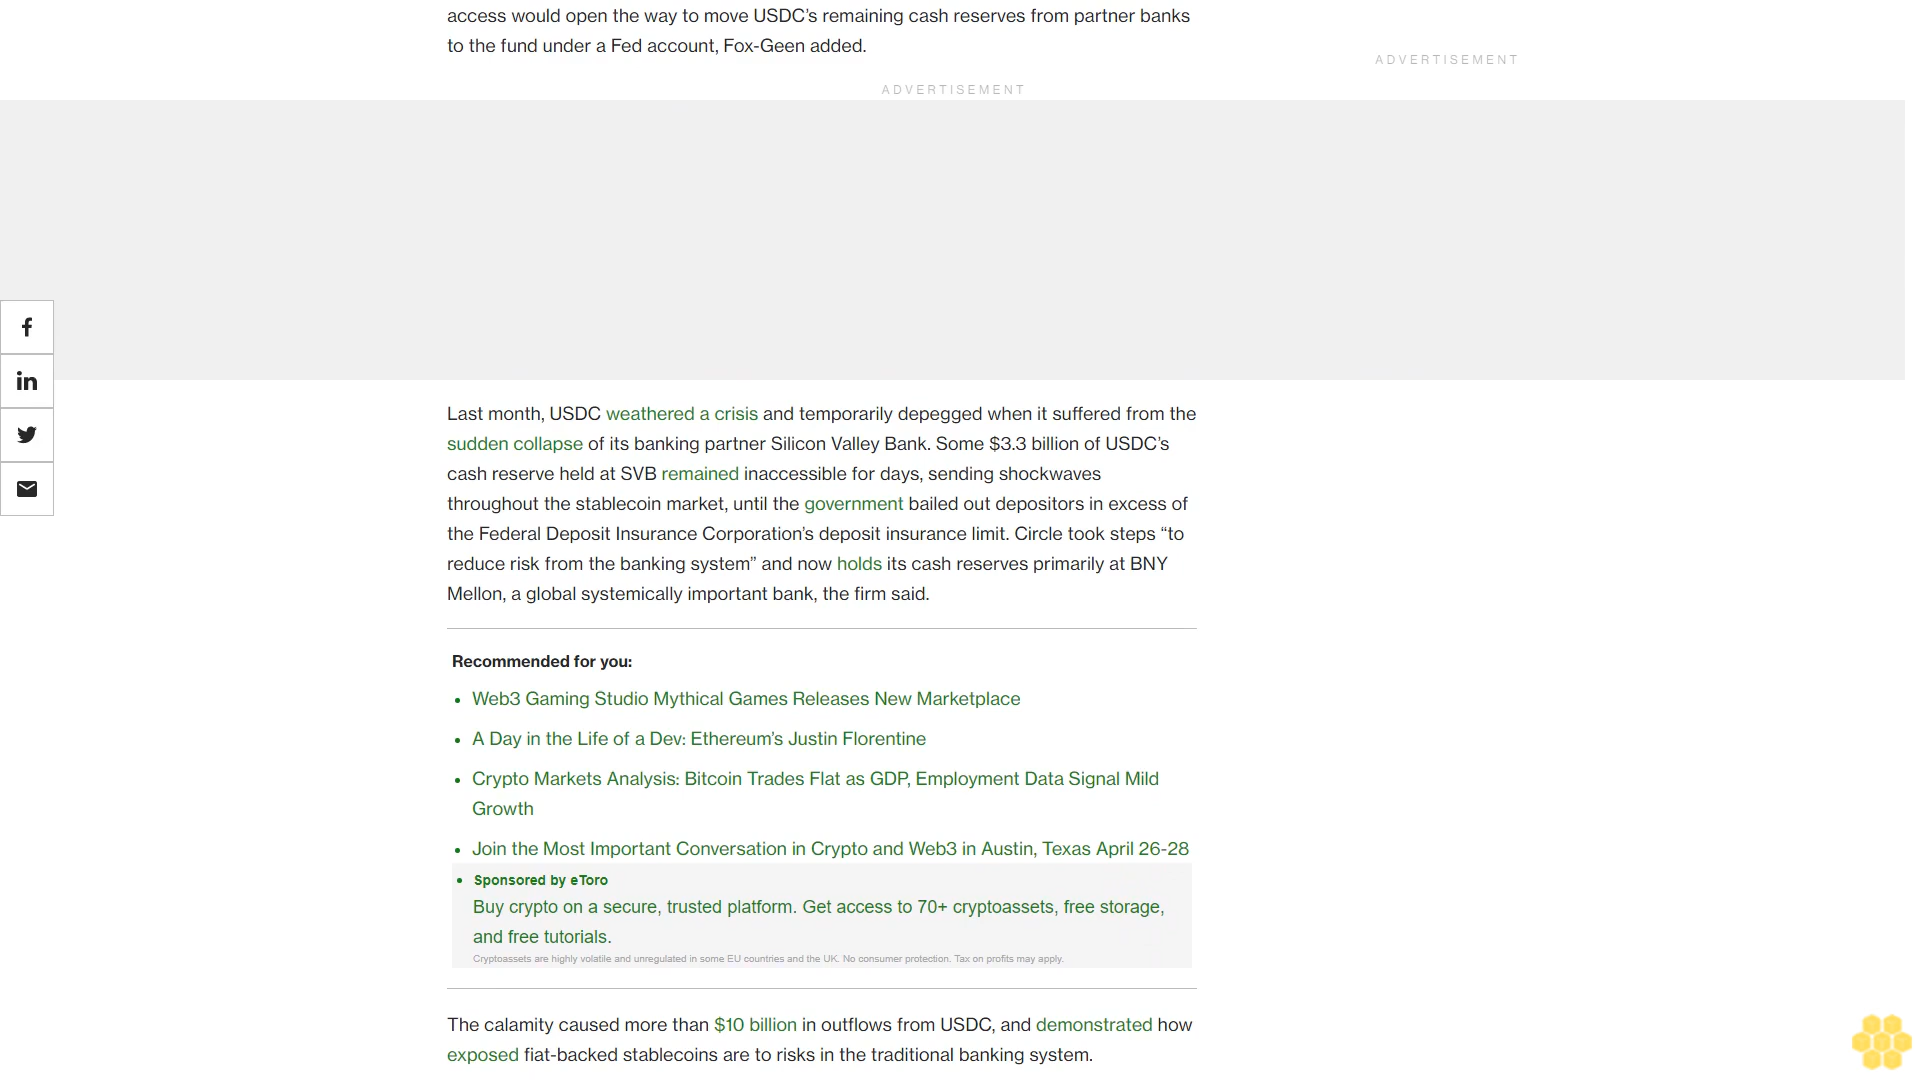 access would open the way to move USDC’s remaining cash reserves from partner banks
to the fund under a Fed account, Fox-Geen added.
ADVERTISEMENT
ADVERTISEMENT
Last month, USDC weathered a crisis and temporarily depegged when it suffered from the
sudden collapse of its banking partner Silicon Valley Bank. Some $3.3 billion of USDC’s
cash reserve held at SVB remained inaccessible for days, sending shockwaves
throughout the stablecoin market, until the government bailed out depositors in excess of
the Federal Deposit Insurance Corporation’s deposit insurance limit. Circle took steps “to
reduce risk from the banking system” and now holds its cash reserves primarily at BNY
Mellon, a global systemically important bank, the firm said.
Recommended for you:
• Web3 Gaming Studio Mythical Games Releases New Marketplace
• A Day in the Life of a Dev: Ethereum’s Justin Florentine
• Crypto Markets Analysis: Bitcoin Trades Flat as GDP, Employment Data Signal Mild
Growth
• Join the Most Important Conversation in Crypto and Web3 in Austin, Texas April 26-28
• Sponsored by eToro
Buy crypto on a secure, trusted platform. Get access to 70+ cryptoassets, free storage,
and free tutorials.
Cryptoassets are highly volatile and unregulated in some EU countries and the UK. No consumer protection. Tax on profits may apply.
The calamity caused more than $10 billion in outflows from USDC, and demonstrated how
exposed fiat-backed stablecoins are to risks in the traditional banking system.